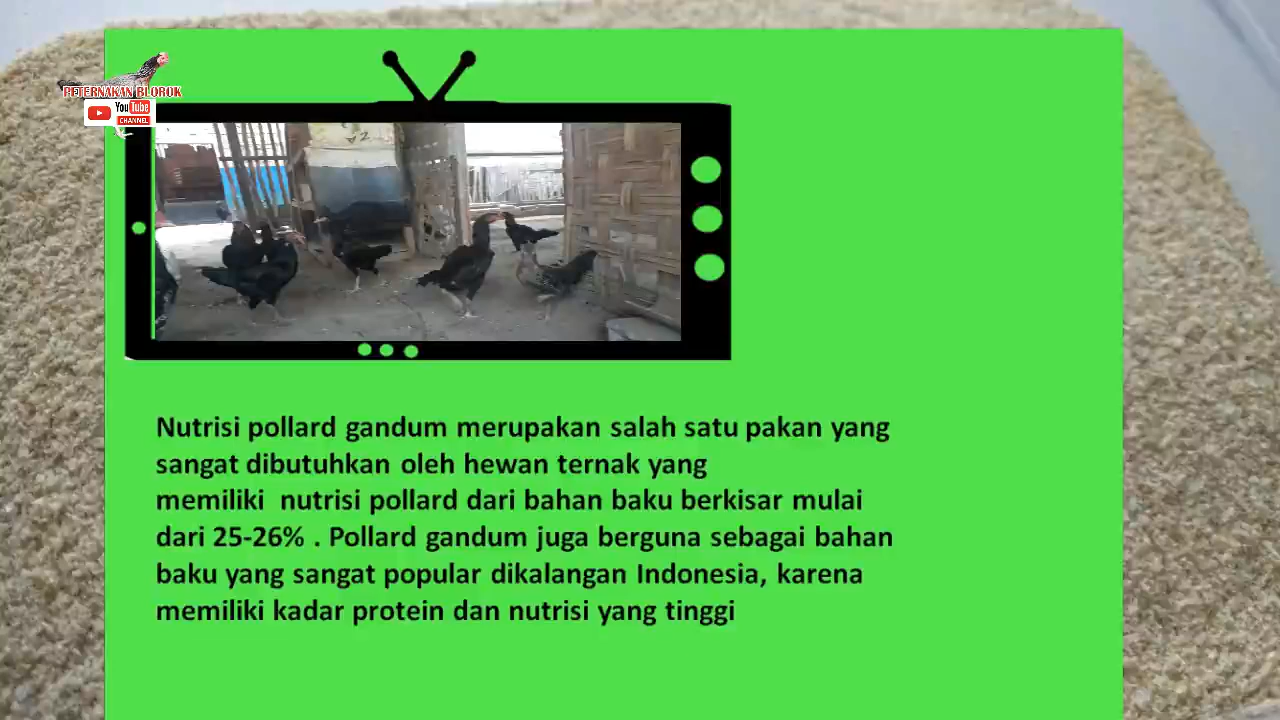 PETERNAKAN BLOROK
YouTube
CHANNEL
Nutrisi pollard gandum merupakan salah satu pakan yang
sangat dibutuhkan oleh hewan ternak yang
memiliki nutrisi pollard dari bahan baku berkisar mulai
dari 25-26% . Pollard gandum juga berguna sebagai bahan
baku yang sangat popular dikalangan Indonesia, karena
memiliki kadar protein dan nutrisi yang tinggi